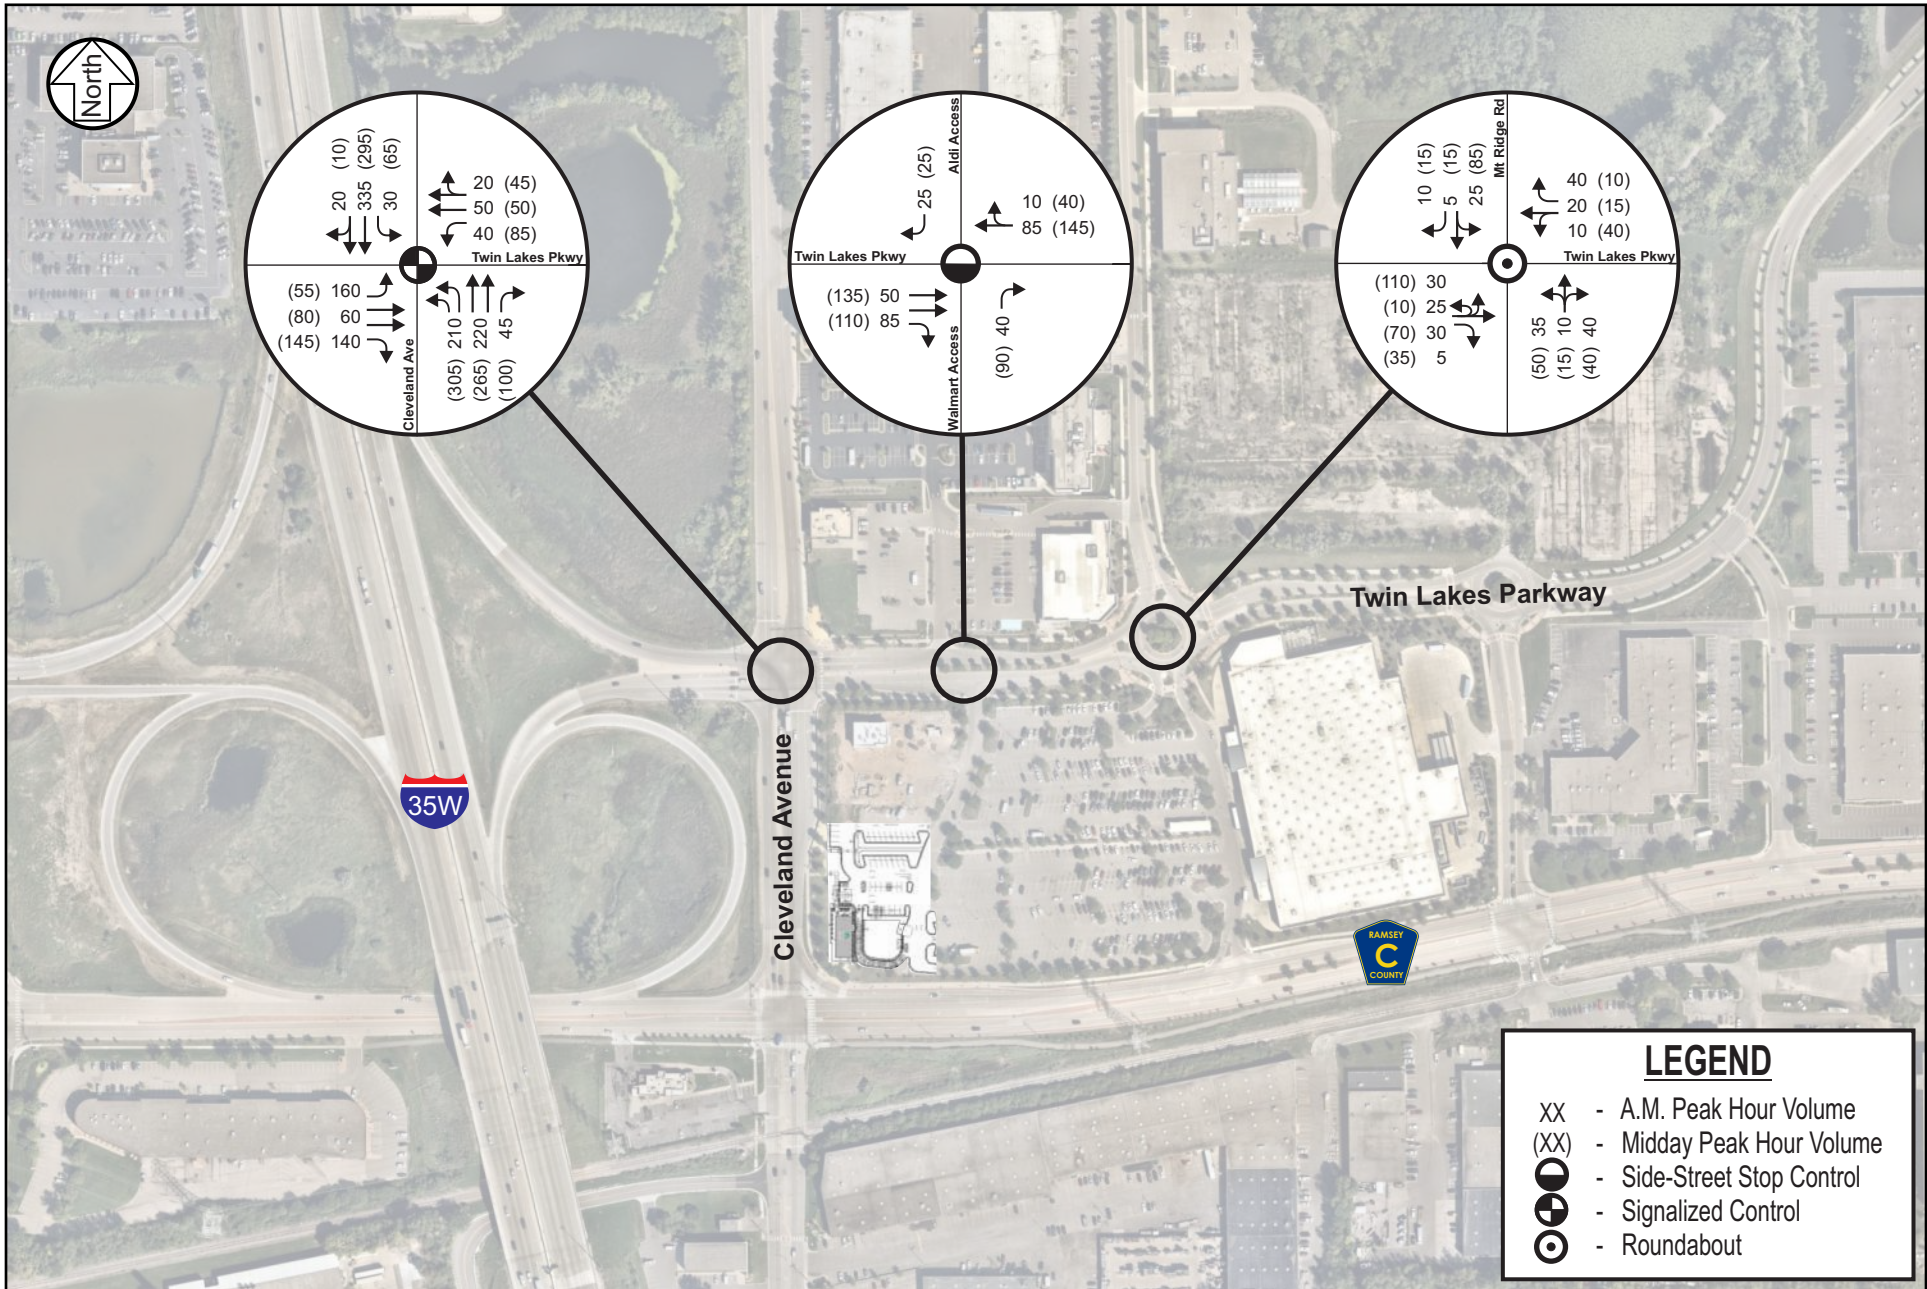 North
(10)
(295)
(65)
20
335
30
20 (45)
50 (50)
40 (85)
Twin Lakes Pkwy
(55) 160
(80) 60
(145) 140
Cleveland Ave
(305) 210
(265) 220
(100) 45
Aldi Access
25 (25)
10 (40)
85 (145)
Twin Lakes Pkwy
(135) 50
(110) 85
Walmart Access
(90) 40
Mt Ridge Rd
10 (15)
5 (15)
25 (85)
40 (10)
20 (15)
10 (40)
Twin Lakes Pkwy
(110) 30
(10) 25
(70) 30
(35) 5
(50) 35
(15) 10
(40) 40
Twin Lakes Parkway
Cleveland Avenue
35W
RAMSEY
C
COUNTY
LEGEND
XX - A.M. Peak Hour Volume
(XX) - Midday Peak Hour Volume
- Side-Street Stop Control
- Signalized Control
- Roundabout